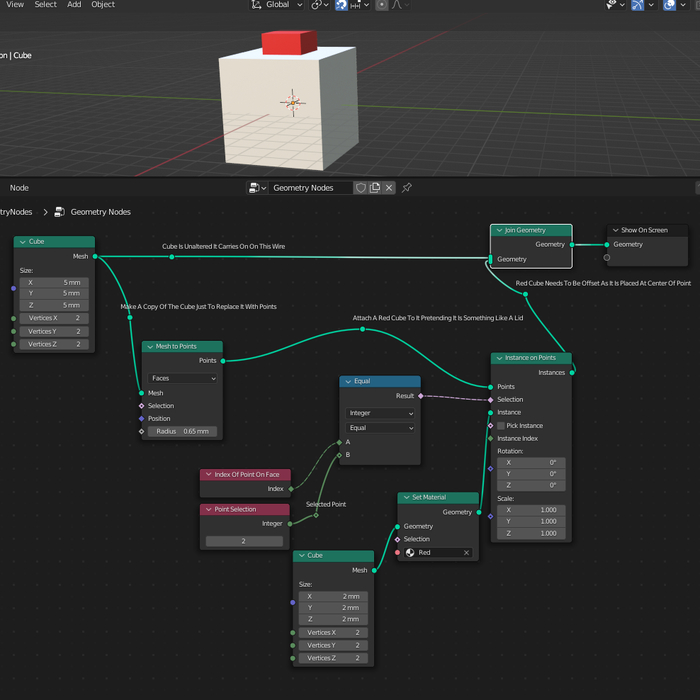 View Select Add Object Global
on | Cube
Node Geometry Nodes
tryNodes > Geometry Nodes
Join Geometry
Geometry
Geometry
Show On Screen
Geometry
Cube
Mesh
Size:
X 5 mm
Y 5 mm
Z 5 mm
Vertices X 2
Vertices Y 2
Vertices Z 2
Cube Is Unaltered It Carries On On This Wire
Red Cube Needs To Be Offset As It Is Placed At Center Of Point
Make A Copy Of The Cube Just To Replace It With Points
Attach A Red Cube To It Pretending It Is Something Like A Lid
Mesh to Points
Points
Faces
Mesh
Selection
Position
Radius 0.65 mm
Instance on Points
Instances
Points
Selection
Instance
Pick Instance
Instance Index
Rotation:
X 0°
Y 0°
Z 0°
Scale:
X 1.000
Y 1.000
Z 1.000
Equal
Result
Integer
Equal
A
B
Index Of Point On Face
Index
Point Selection
Integer
2
Selected Point
Set Material
Geometry
Geometry
Selection
Red
Cube
Mesh
Size:
X 2 mm
Y 2 mm
Z 2 mm
Vertices X 2
Vertices Y 2
Vertices Z 2